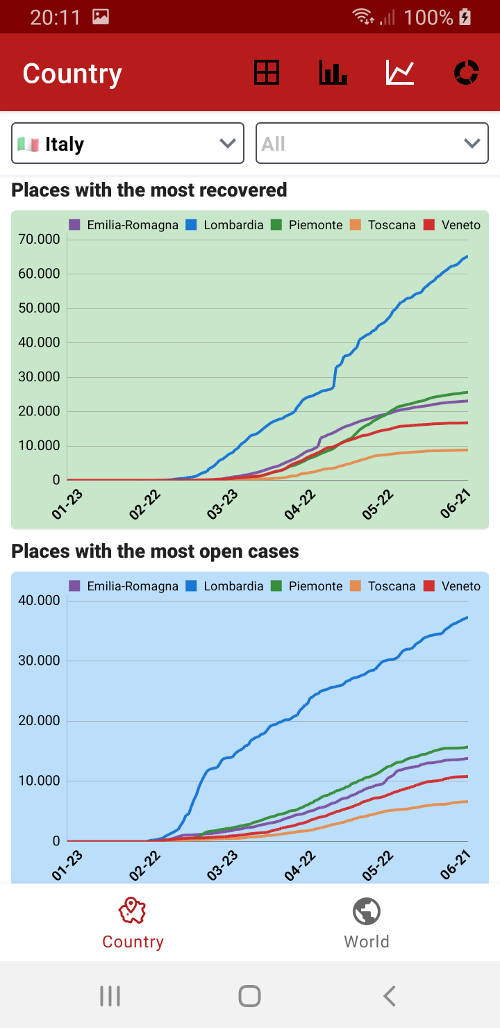 20:11 100%
Country
Italy All
Places with the most recovered
Emilia-Romagna Lombardia Piemonte Toscana Veneto
70.000
60.000
50.000
40.000
30.000
20.000
10.000
0
01-23 02-22 03-23 04-22 05-22 06-21
Places with the most open cases
Emilia-Romagna Lombardia Piemonte Toscana Veneto
40.000
30.000
20.000
10.000
0
01-23 02-22 03-23 04-22 05-22 06-21
Country World